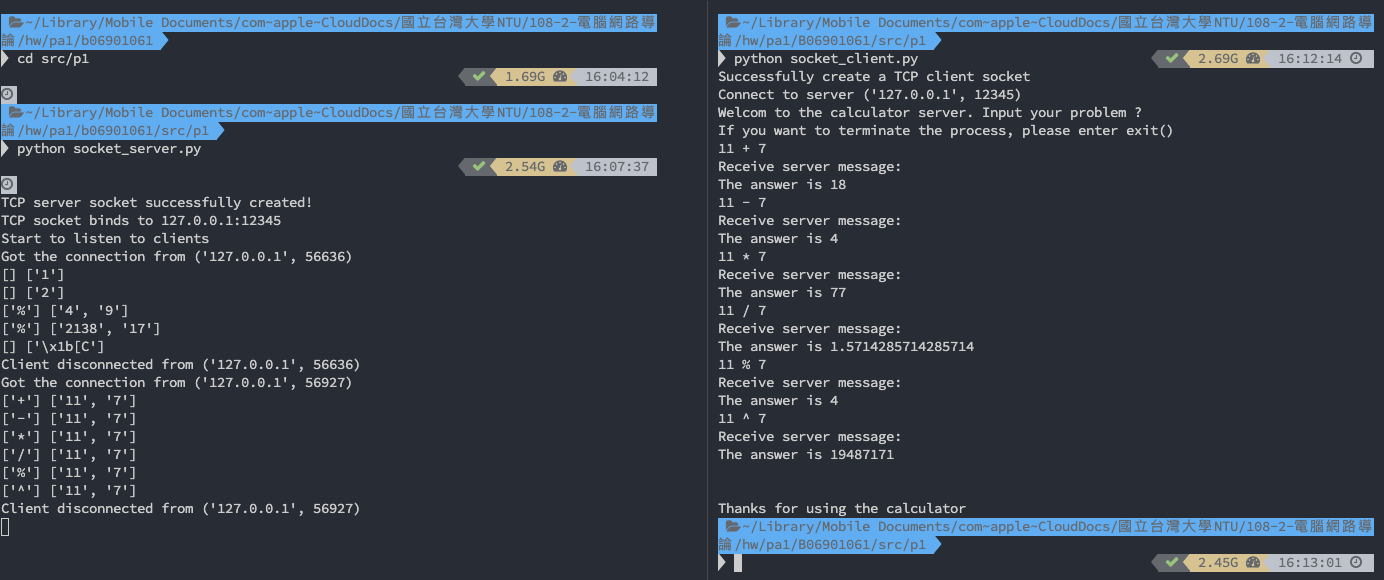 ~/Library/Mobile Documents/com~apple~CloudDocs/國立台灣大學NTU/108-2-電腦網路導
論/hw/pa1/b06901061
cd src/p1
1.69G 16:04:12
~/Library/Mobile Documents/com~apple~CloudDocs/國立台灣大學NTU/108-2-電腦網路導
論/hw/pa1/b06901061/src/p1
python socket_server.py
2.54G 16:07:37
TCP server socket successfully created!
TCP socket binds to 127.0.0.1:12345
Start to listen to clients
Got the connection from ('127.0.0.1', 56636)
[] ['1']
[] ['2']
['%'] ['4', '9']
['%'] ['2138', '17']
[] ['\x1b[C']
Client disconnected from ('127.0.0.1', 56636)
Got the connection from ('127.0.0.1', 56927)
['+'] ['11', '7']
['-'] ['11', '7']
['*'] ['11', '7']
['/'] ['11', '7']
['%'] ['11', '7']
['^'] ['11', '7']
Client disconnected from ('127.0.0.1', 56927)
~/Library/Mobile Documents/com~apple~CloudDocs/國立台灣大學NTU/108-2-電腦網路導
論/hw/pa1/B06901061/src/p1
python socket_client.py 2.69G 16:12:14
Successfully create a TCP client socket
Connect to server ('127.0.0.1', 12345)
Welcom to the calculator server. Input your problem ?
If you want to terminate the process, please enter exit()
11 + 7
Receive server message:
The answer is 18
11 - 7
Receive server message:
The answer is 4
11 * 7
Receive server message:
The answer is 77
11 / 7
Receive server message:
The answer is 1.5714285714285714
11 % 7
Receive server message:
The answer is 4
11 ^ 7
Receive server message:
The answer is 19487171
Thanks for using the calculator
~/Library/Mobile Documents/com~apple~CloudDocs/國立台灣大學NTU/108-2-電腦網路導
論/hw/pa1/B06901061/src/p1
2.45G 16:13:01